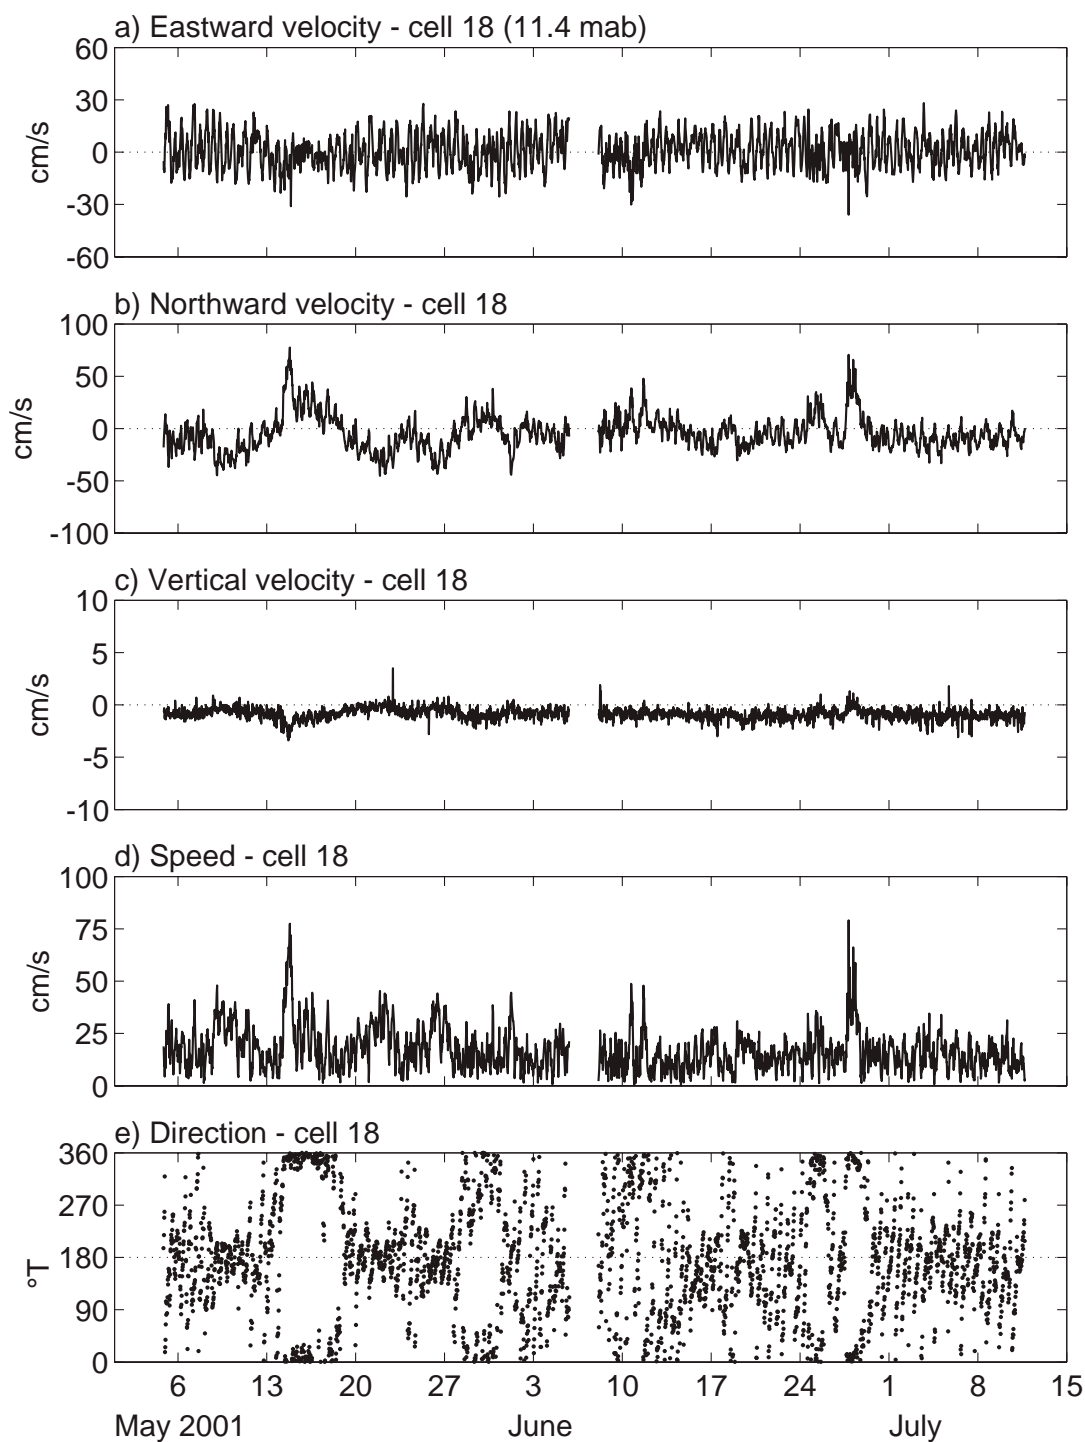 a) Eastward velocity - cell 18 (11.4 mab)
60
30
0
-30
-60
cm/s
b) Northward velocity - cell 18
100
50
0
-50
-100
cm/s
c) Vertical velocity - cell 18
10
5
0
-5
-10
cm/s
d) Speed - cell 18
100
75
50
25
0
cm/s
e) Direction - cell 18
360
270
180
90
0
°T
6 13 20 27 3 10 17 24 1 8 15
May 2001 June July